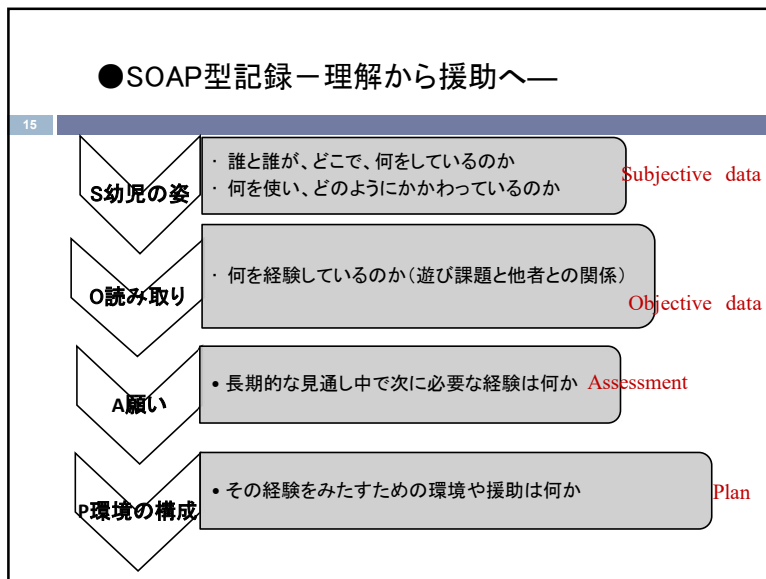 ●SOAP型記録－理解から援助へ―
15
S幼児の姿
・ 誰と誰が、どこで、何をしているのか
・ 何を使い、どのようにかかわっているのか
Subjective data
O読み取り
・ 何を経験しているのか（遊び課題と他者との関係）
Objective data
A願い
• 長期的な見通し中で次に必要な経験は何か
Assessment
P環境の構成
• その経験をみたすための環境や援助は何か
Plan